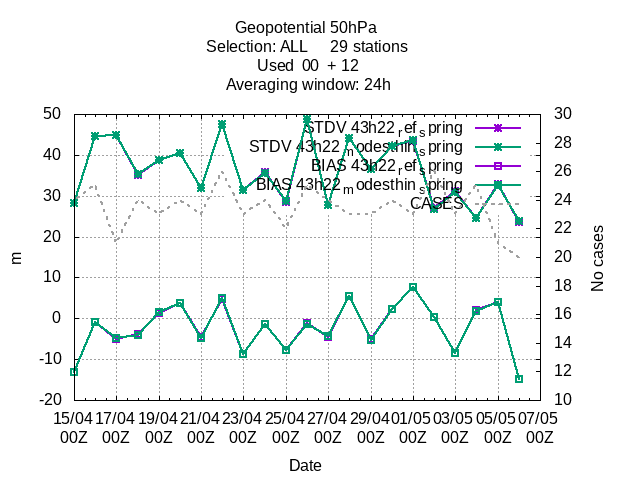 Geopotential 50hPa
Selection: ALL 29 stations
Used 00 + 12
Averaging window: 24h
50
40
30
20
10
0
-10
-20
m
30
28
26
24
22
20
18
16
14
12
10
No cases
STDV 43h22_ref_spring
STDV 43h22_modesthin_spring
BIAS 43h22_ref_spring
BIAS 43h22_modesthin_spring
CASES
15/04 17/04 19/04 21/04 23/04 25/04 27/04 29/04 01/05 03/05 05/05 07/05
00Z 00Z 00Z 00Z 00Z 00Z 00Z 00Z 00Z 00Z 00Z 00Z
Date